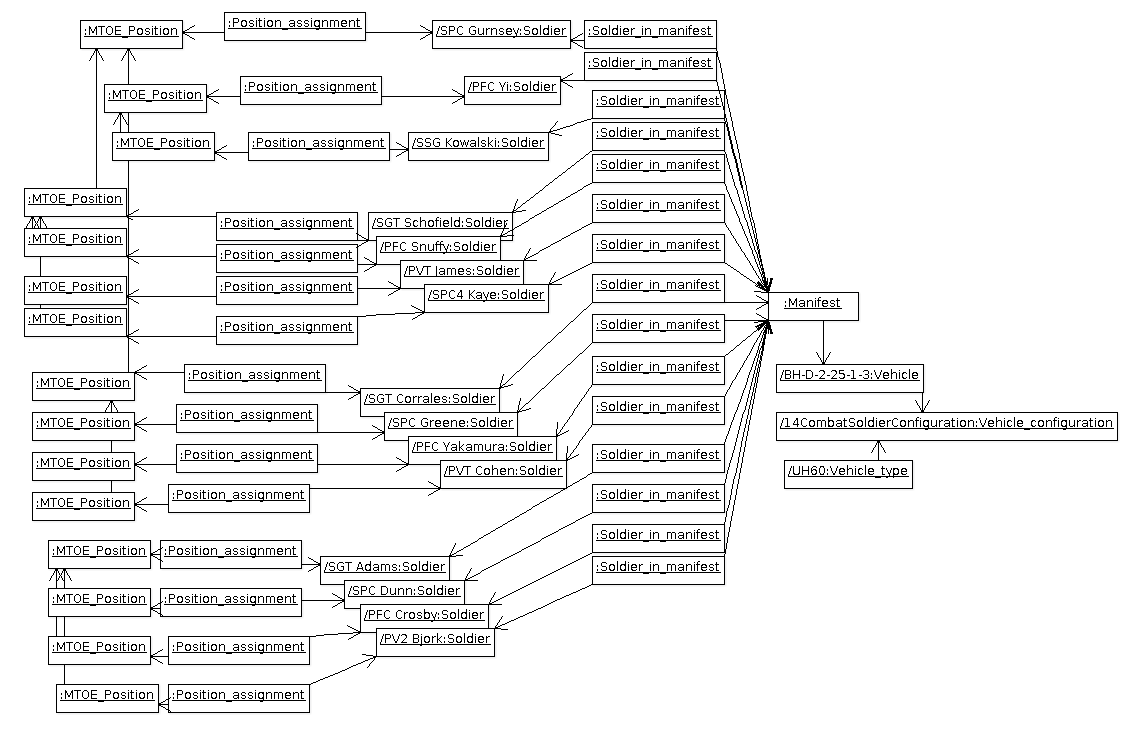 :MTOE_Position
:Position_assignment
/SPC Gurnsey:Soldier
:Soldier_in_manifest
:Soldier_in_manifest
:MTOE_Position
:Position_assignment
/PFC Yi:Soldier
:Soldier_in_manifest
:MTOE_Position
:Position_assignment
/SSG Kowalski:Soldier
:Soldier_in_manifest
:Soldier_in_manifest
:MTOE_Position
:Soldier_in_manifest
:Position_assignment
/SGT Schofield:Soldier
:MTOE_Position
:Position_assignment
/PFC Snuffy:Soldier
:Soldier_in_manifest
/PVT James:Soldier
:MTOE_Position
:Position_assignment
/SPC4 Kaye:Soldier
:Soldier_in_manifest
:Manifest
:MTOE_Position
:Position_assignment
:Soldier_in_manifest
:Soldier_in_manifest
:MTOE_Position
:Position_assignment
/BH-D-2-25-1-3:Vehicle
/SGT Corrales:Soldier
:Soldier_in_manifest
:MTOE_Position
:Position_assignment
/SPC Greene:Soldier
/14CombatSoldierConfiguration:Vehicle_configuration
/PFC Yakamura:Soldier
:Soldier_in_manifest
:MTOE_Position
:Position_assignment
/PVT Cohen:Soldier
/UH60:Vehicle_type
:MTOE_Position
:Position_assignment
:Soldier_in_manifest
:Soldier_in_manifest
:MTOE_Position
:Position_assignment
/SGT Adams:Soldier
:Soldier_in_manifest
/SPC Dunn:Soldier
:MTOE_Position
:Position_assignment
/PFC Crosby:Soldier
/PV2 Bjork:Soldier
:MTOE_Position
:Position_assignment
:MTOE_Position
:Position_assignment